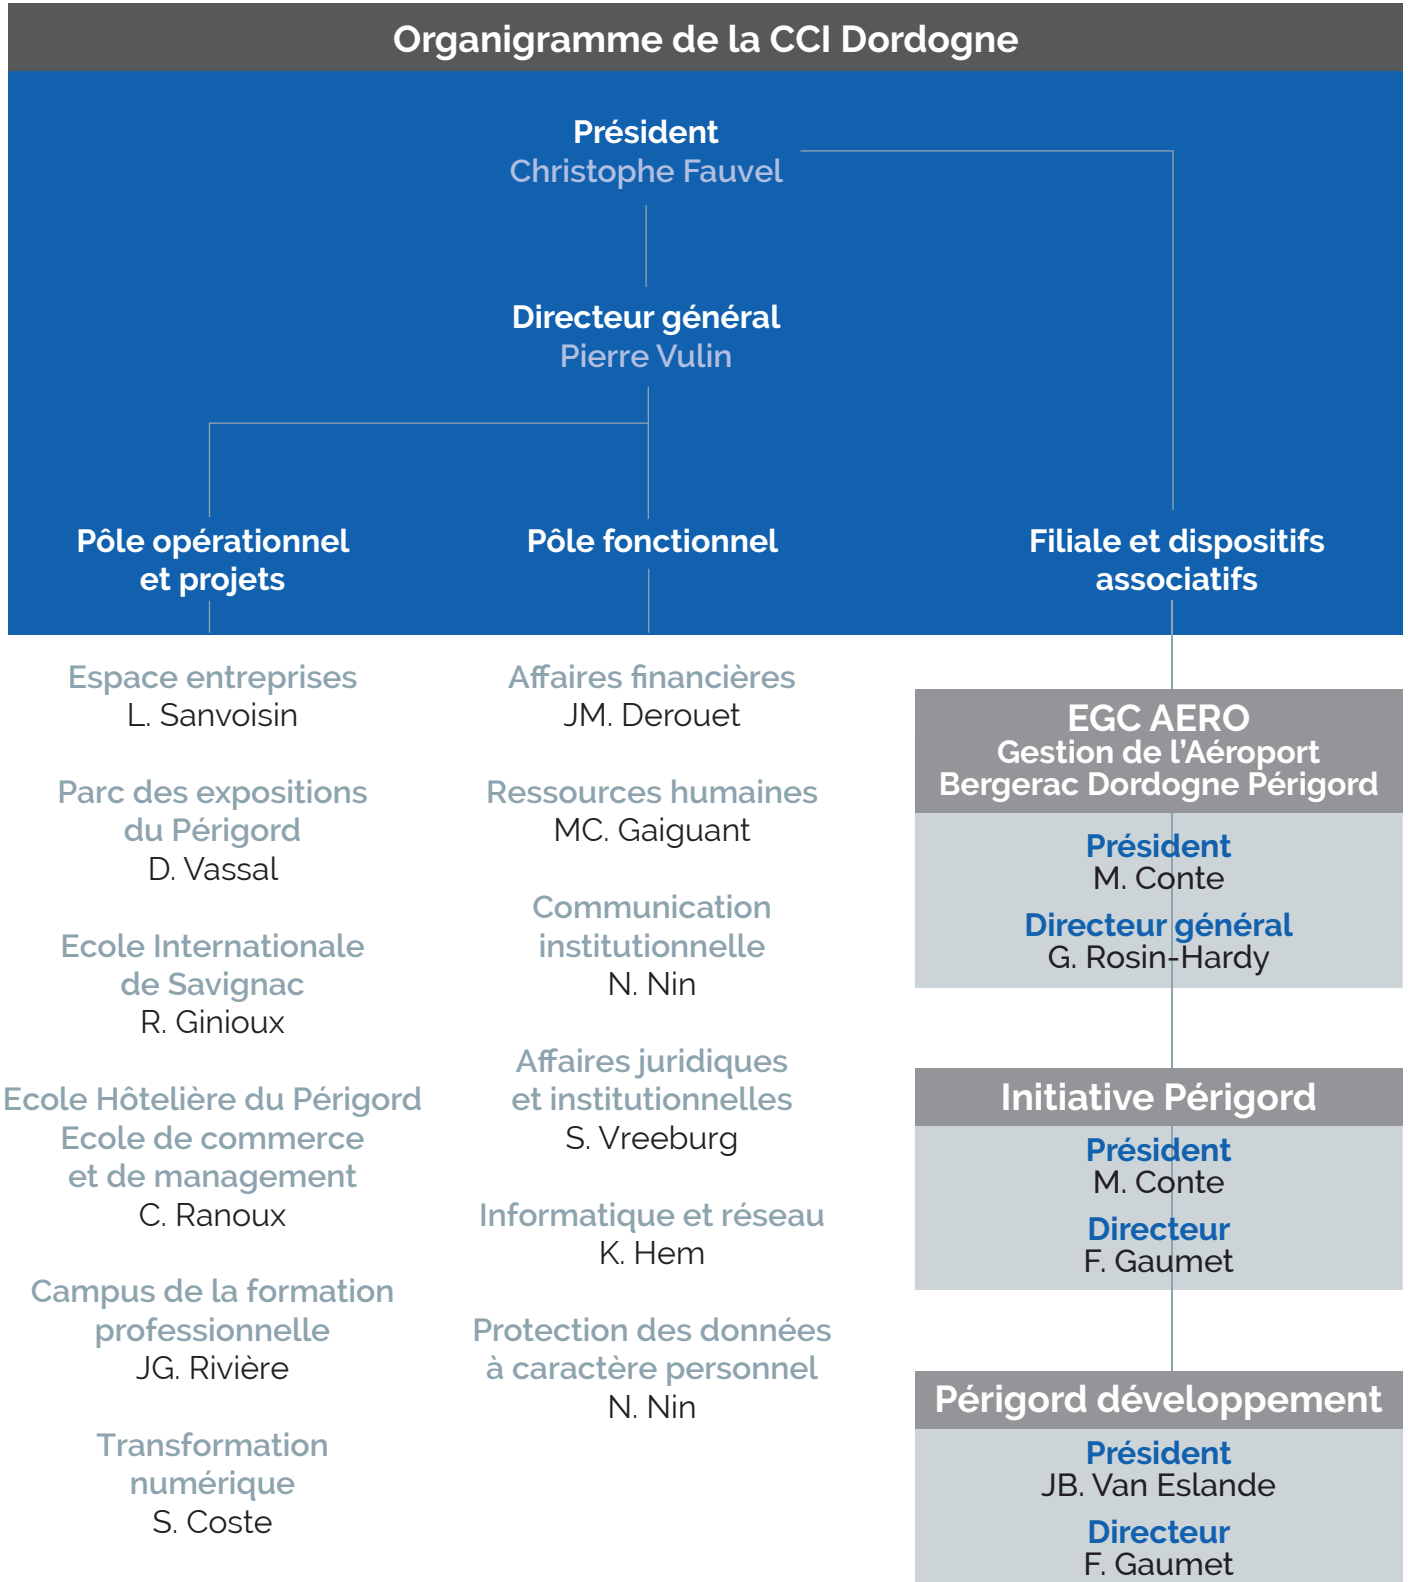 Organigramme de la CCI Dordogne
Président
Christophe Fauvel
Directeur général
Pierre Vulin
Pôle opérationnel
et projets
Espace entreprises
L. Sanvoisin
Parc des expositions
du Périgord
D. Vassal
Ecole Internationale
de Savignac
R. Ginioux
Ecole Hôtelière du Périgord
Ecole de commerce
et de management
C. Ranoux
Campus de la formation
professionnelle
JG. Rivière
Transformation
numérique
S. Coste
Pôle fonctionnel
Affaires financières
JM. Derouet
Ressources humaines
MC. Gaiguant
Communication
institutionnelle
N. Nin
Affaires juridiques
et institutionnelles
S. Vreeburg
Informatique et réseau
K. Hem
Protection des données
à caractère personnel
N. Nin
Filiale et dispositifs
associatifs
EGC AERO
Gestion de l’Aéroport
Bergerac Dordogne Périgord
Président
M. Conte
Directeur général
G. Rosin-Hardy
Initiative Périgord
Président
M. Conte
Directeur
F. Gaumet
Périgord développement
Président
JB. Van Eslande
Directeur
F. Gaumet